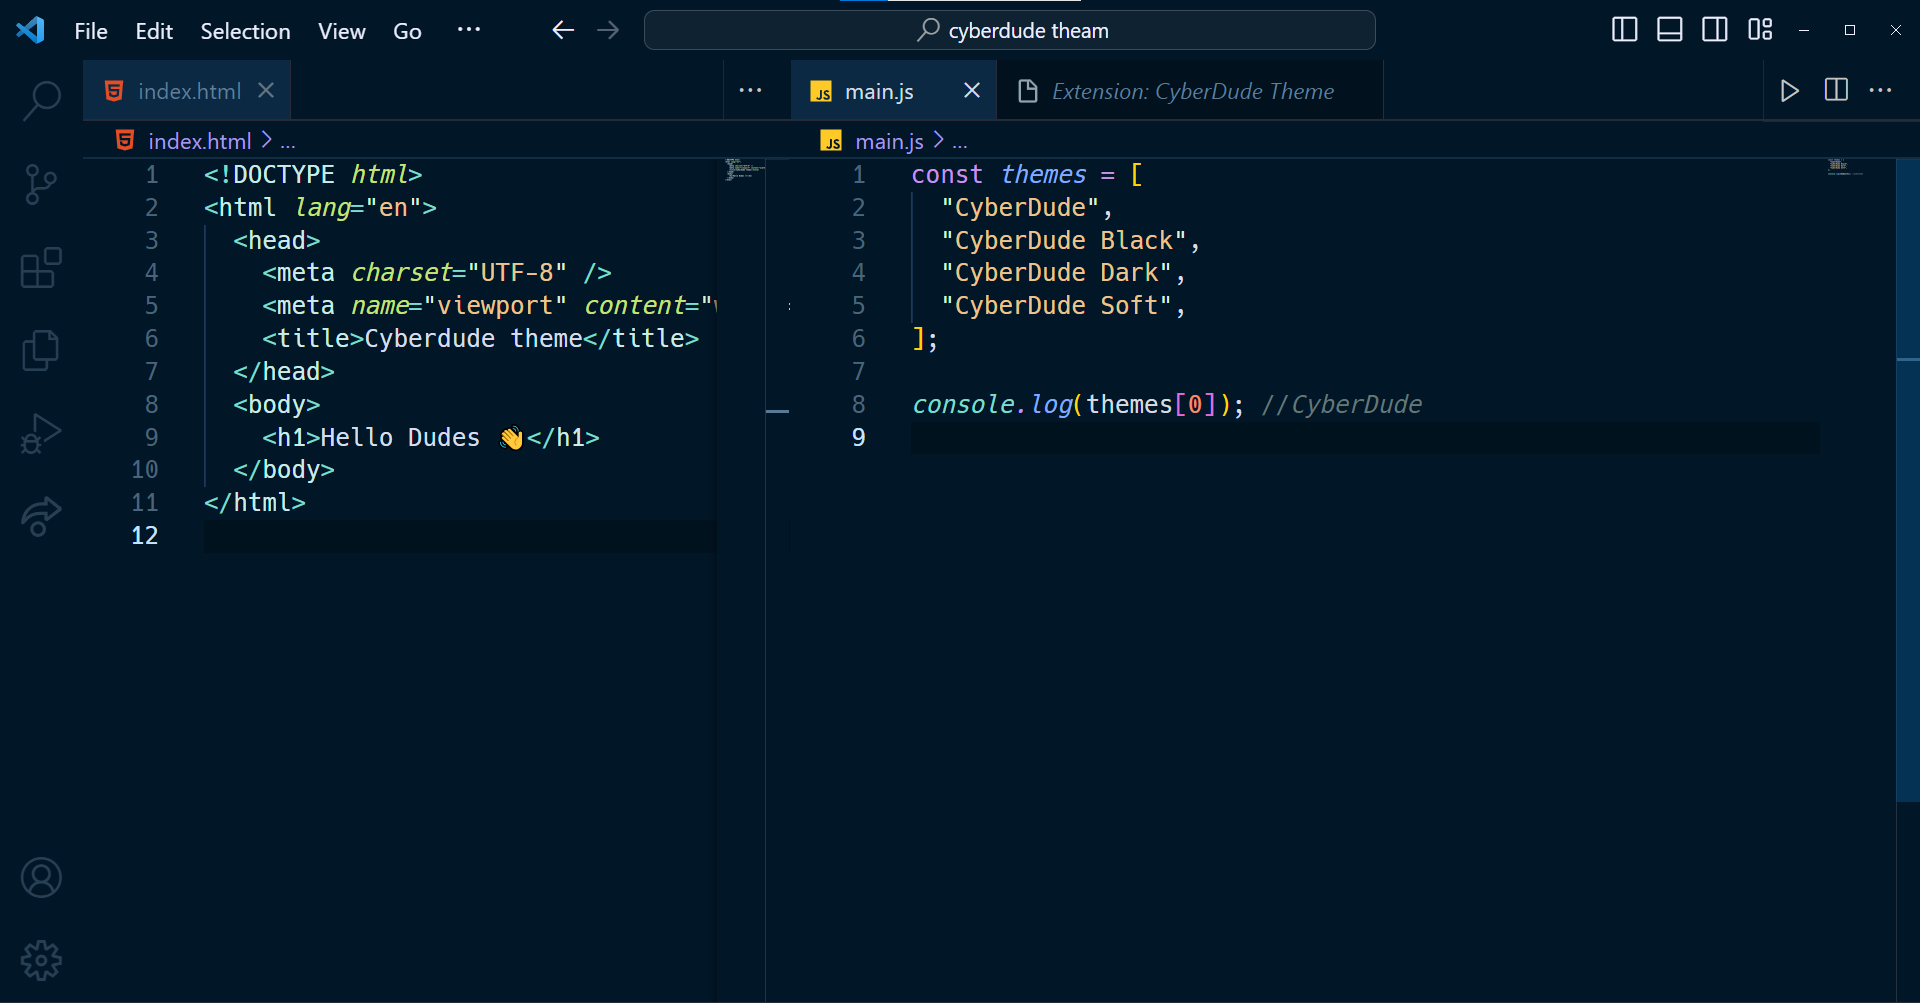 File Edit Selection View Go ··· cyberdude theam
index.html
main.js
Extension: CyberDude Theme
index.html > ...
1 <!DOCTYPE html>
2 <html lang="en">
3 <head>
4 <meta charset="UTF-8" />
5 <meta name="viewport" content="
6 <title>Cyberdude theme</title>
7 </head>
8 <body>
9 <h1>Hello Dudes 👋</h1>
10 </body>
11 </html>
12
main.js > ...
1 const themes = [
2 "CyberDude",
3 "CyberDude Black",
4 "CyberDude Dark",
5 "CyberDude Soft",
6 ];
7
8 console.log(themes[0]); //CyberDude
9